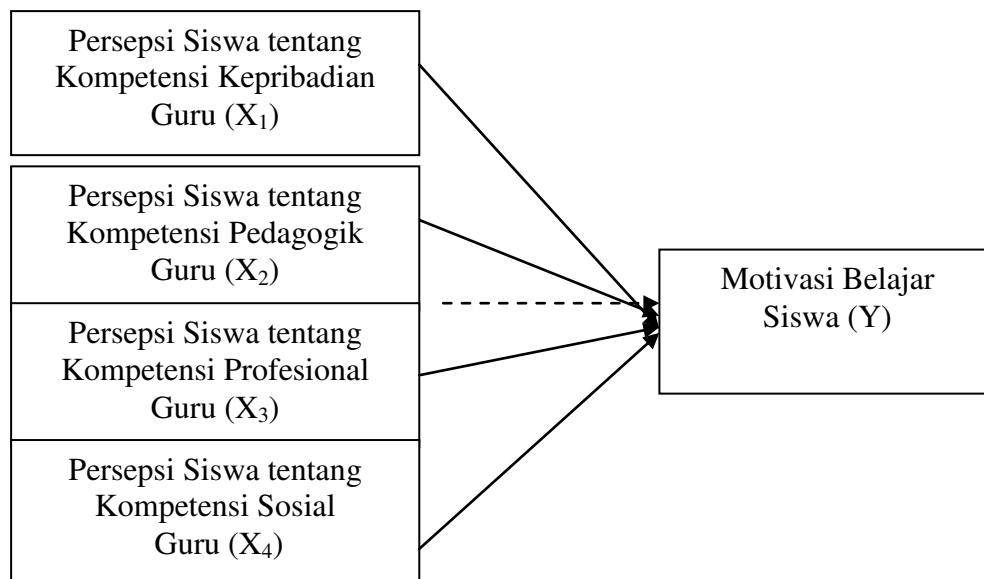 Persepsi Siswa tentang
Kompetensi Kepribadian
Guru (X₁)
Persepsi Siswa tentang
Kompetensi Pedagogik
Guru (X₂)
Persepsi Siswa tentang
Kompetensi Profesional
Guru (X₃)
Persepsi Siswa tentang
Kompetensi Sosial
Guru (X₄)
Motivasi Belajar
Siswa (Y)